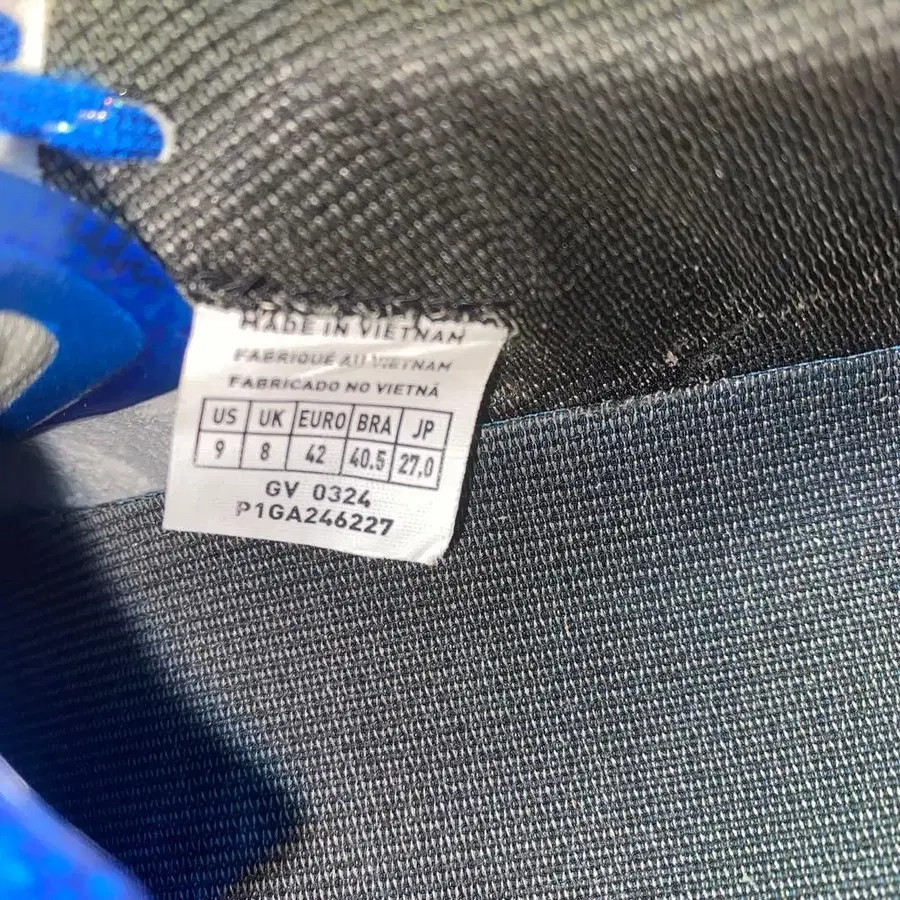 MADE IN VIETNAM
FABRIQUÉ AU VIETNAM
FABRICADO NO VIETNÃ
US UK EURO BRA JP
9 8 42 40.5 27.0
GV 0324
P1GA246227